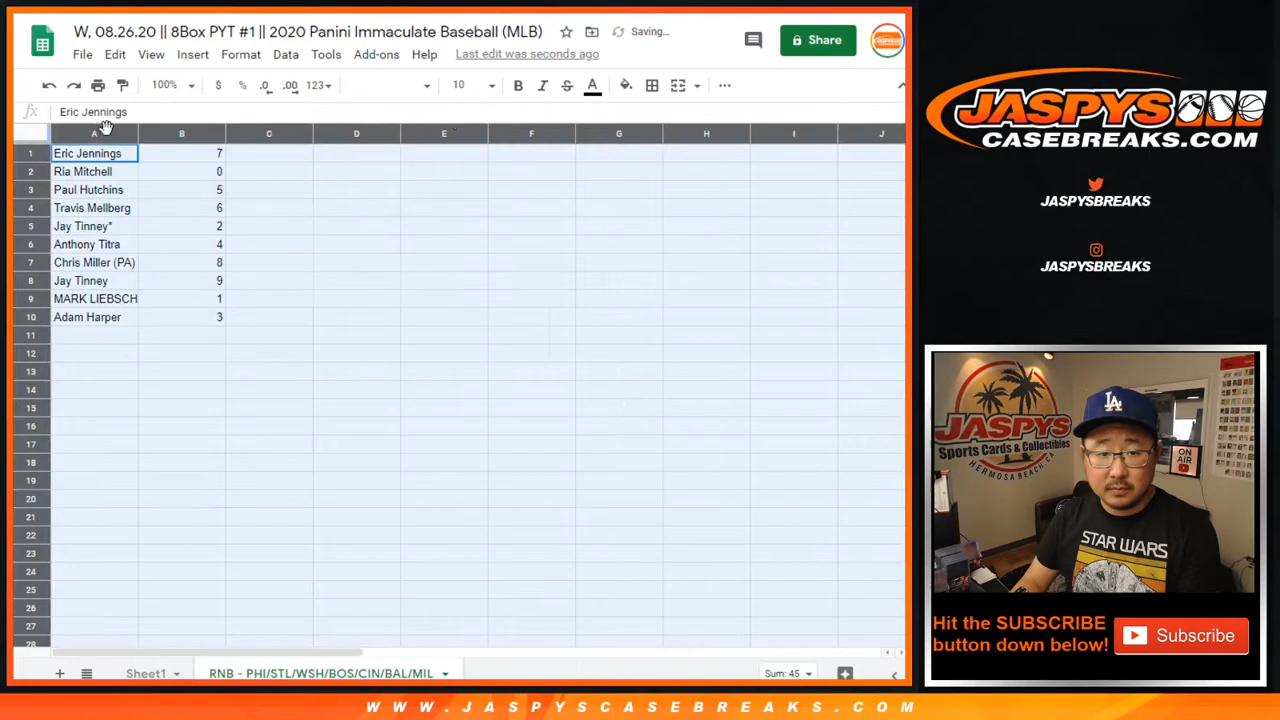 W, 08.26.20 || 8Box PYT #1 || 2020 Panini Immaculate Baseball (MLB) Saving...
File Edit View Insert Format Data Tools Add-ons Help Last edit was seconds ago
Share
100% $ % .0 .00 123 10 B I S A
fx Eric Jennings
A B C D E F G H I J
1 Eric Jennings 7
2 Ria Mitchell 0
3 Paul Hutchins 5
4 Travis Mellberg 6
5 Jay Tinney* 2
6 Anthony Titra 4
7 Chris Miller (PA) 8
8 Jay Tinney 9
9 MARK LIEBSCH 1
10 Adam Harper 3
11
12
13
14
15
16
17
18
19
20
21
22
23
24
25
26
27
28
Sheet1 RNB - PHI/STL/WSH/BOS/CIN/BAL/MIL Sum: 45
JASPYS
CASEBREAKS.COM
JASPYSBREAKS
JASPYSBREAKS
JASPYS
Sports Cards & Collectibles
HERMOSA BEACH, CA
ON
AIR
LA
STAR WARS
Hit the SUBSCRIBE
button down below!
Subscribe
WWW.JASPYSCASEBREAKS.COM